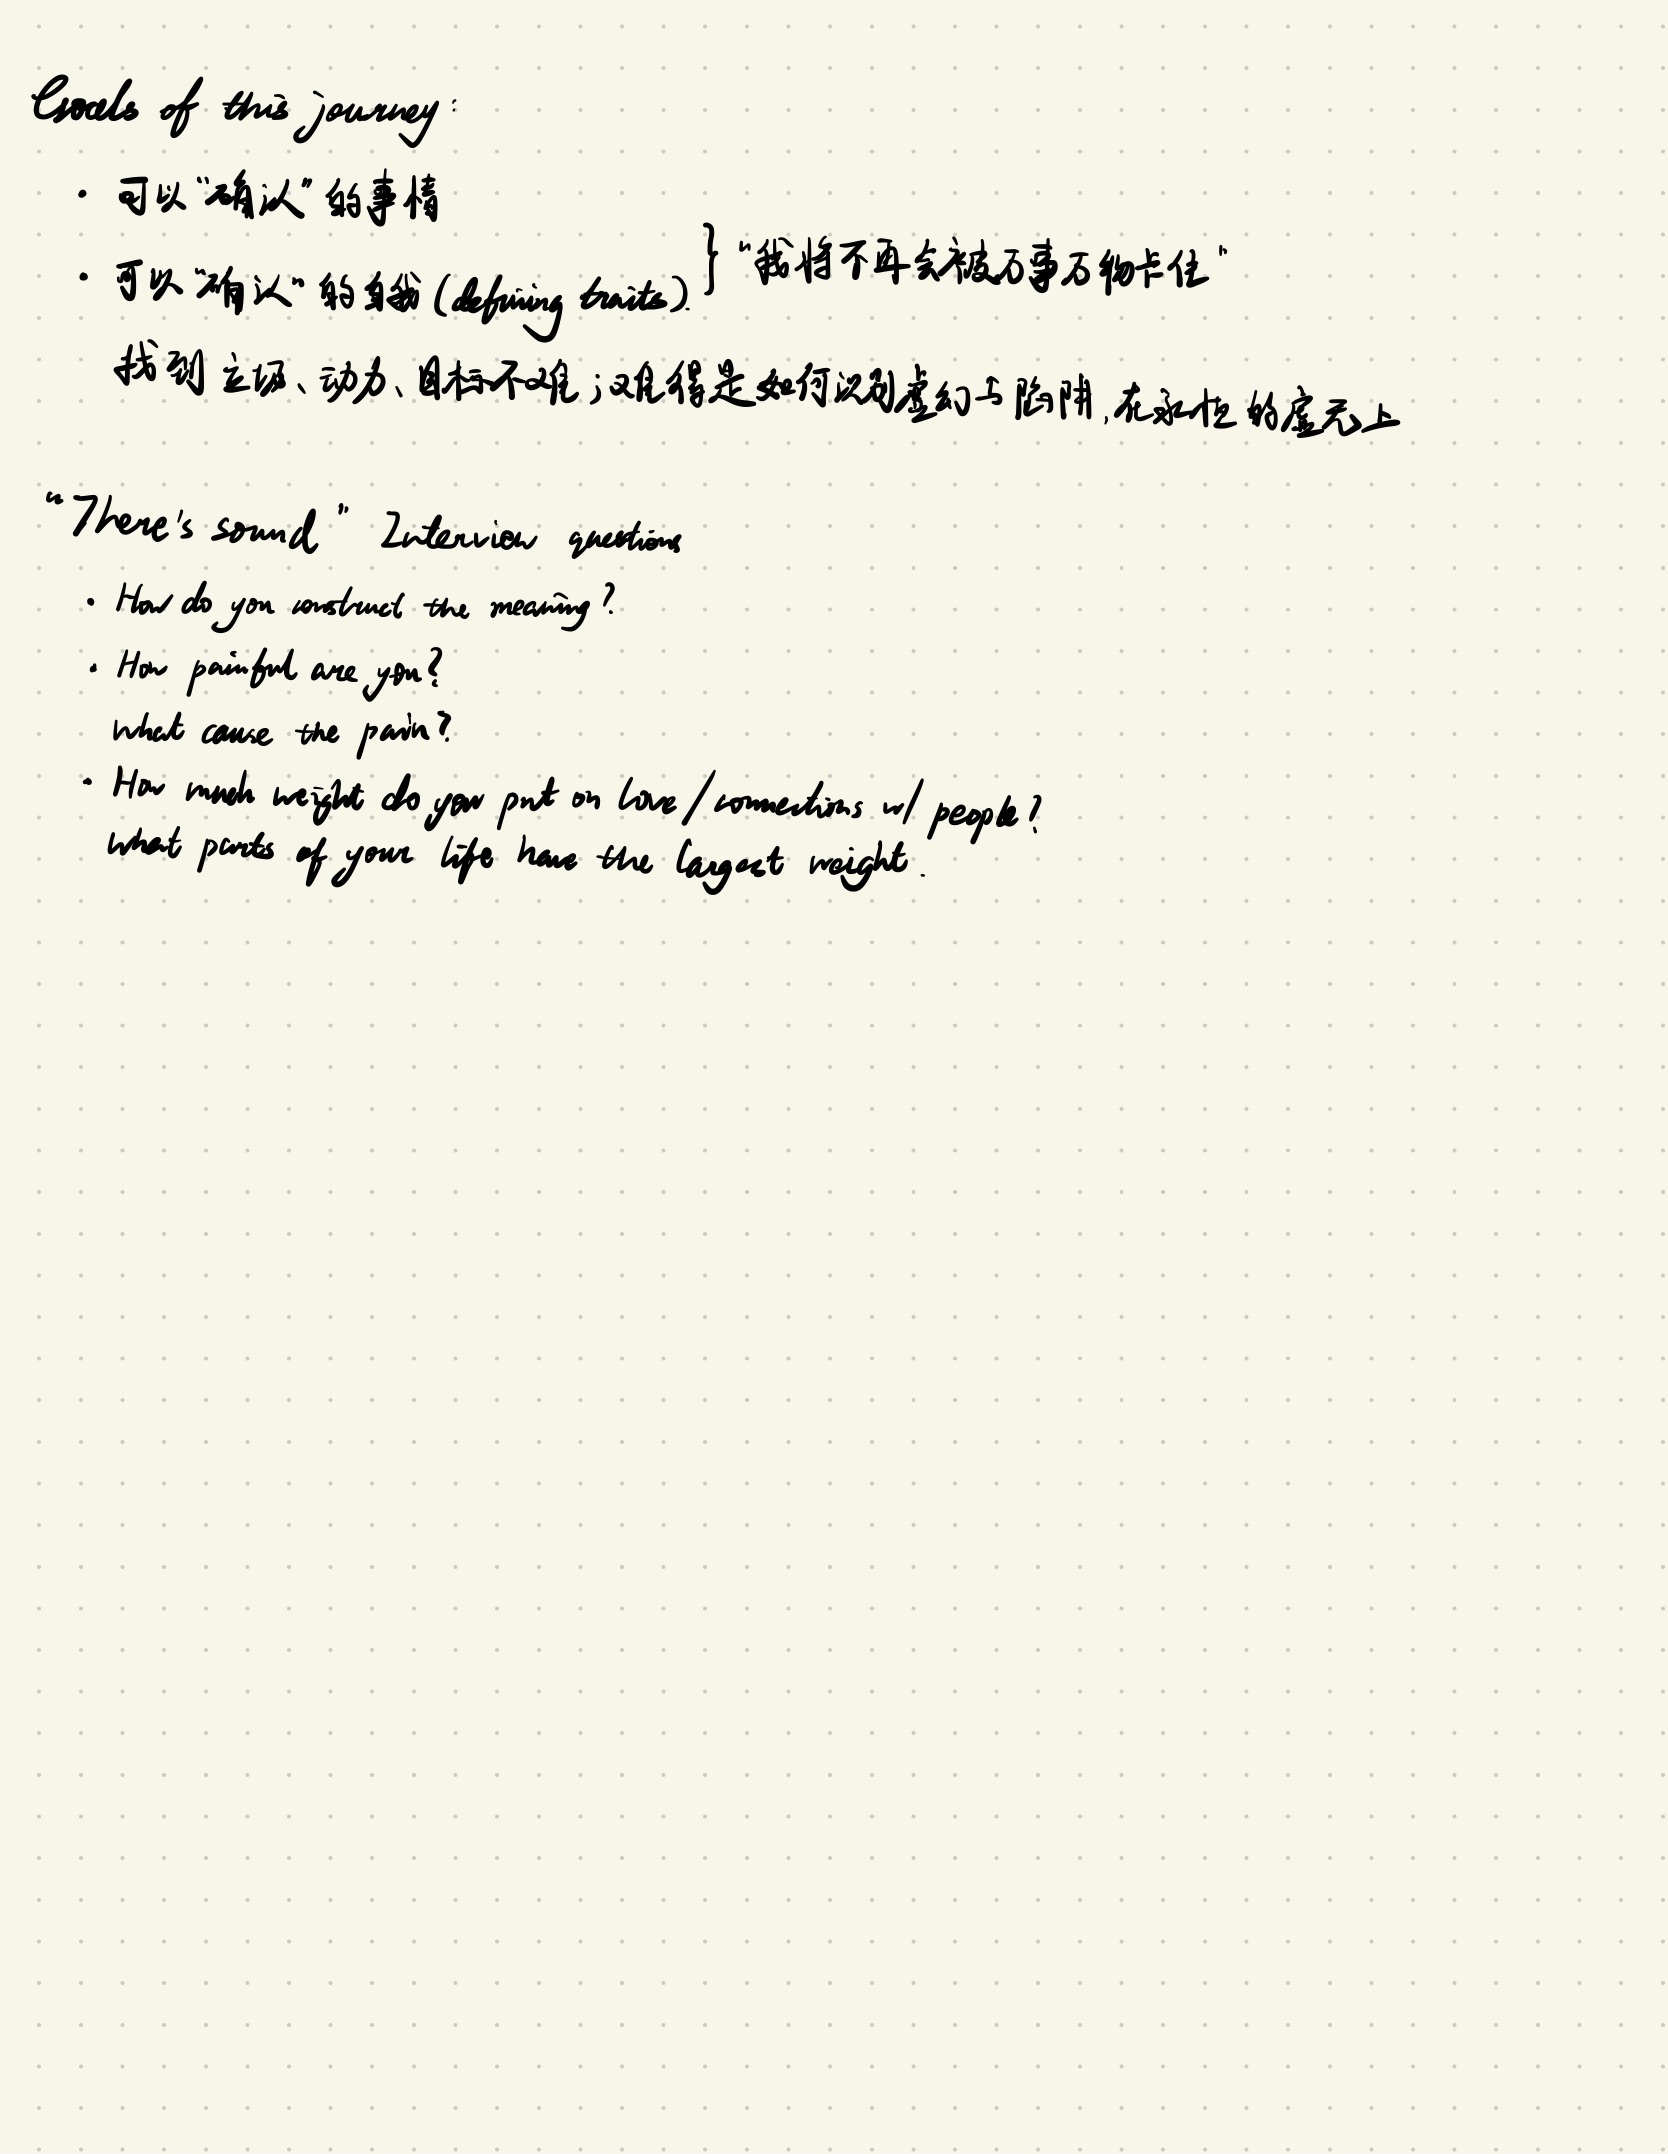 Goals of this journey:
· 可以“确认”的事情
· 可以“确认”的自我 (defining traits). } “我将不再会被万事万物卡住”
找到立场、动力、目标不难；难得是如何识别虚幻与陷阱, 在永恒的虚无上
“There's sound” Interview questions
· How do you construct the meaning?
· How painful are you?
what cause the pain?
· How much weight do you put on love/connections w/ people?
what parts of your life have the largest weight.